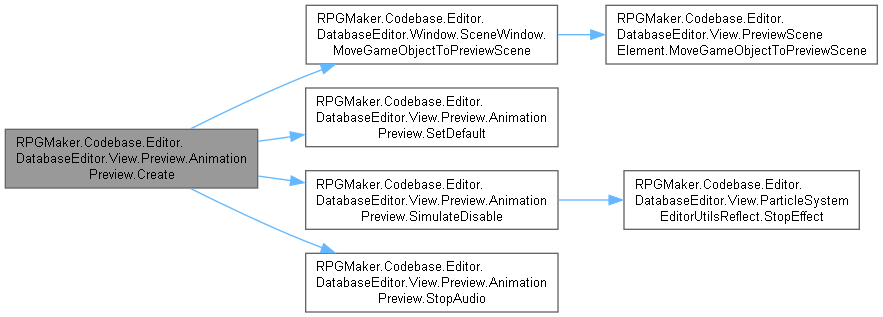 RPGMaker.Codebase.Editor.
DatabaseEditor.View.Preview.Animation
Preview.Create
RPGMaker.Codebase.Editor.
DatabaseEditor.Window.SceneWindow.
MoveGameObjectToPreviewScene
RPGMaker.Codebase.Editor.
DatabaseEditor.View.PreviewScene
Element.MoveGameObjectToPreviewScene
RPGMaker.Codebase.Editor.
DatabaseEditor.View.Preview.Animation
Preview.SetDefault
RPGMaker.Codebase.Editor.
DatabaseEditor.View.Preview.Animation
Preview.SimulateDisable
RPGMaker.Codebase.Editor.
DatabaseEditor.View.ParticleSystem
EditorUtilsReflect.StopEffect
RPGMaker.Codebase.Editor.
DatabaseEditor.View.Preview.Animation
Preview.StopAudio